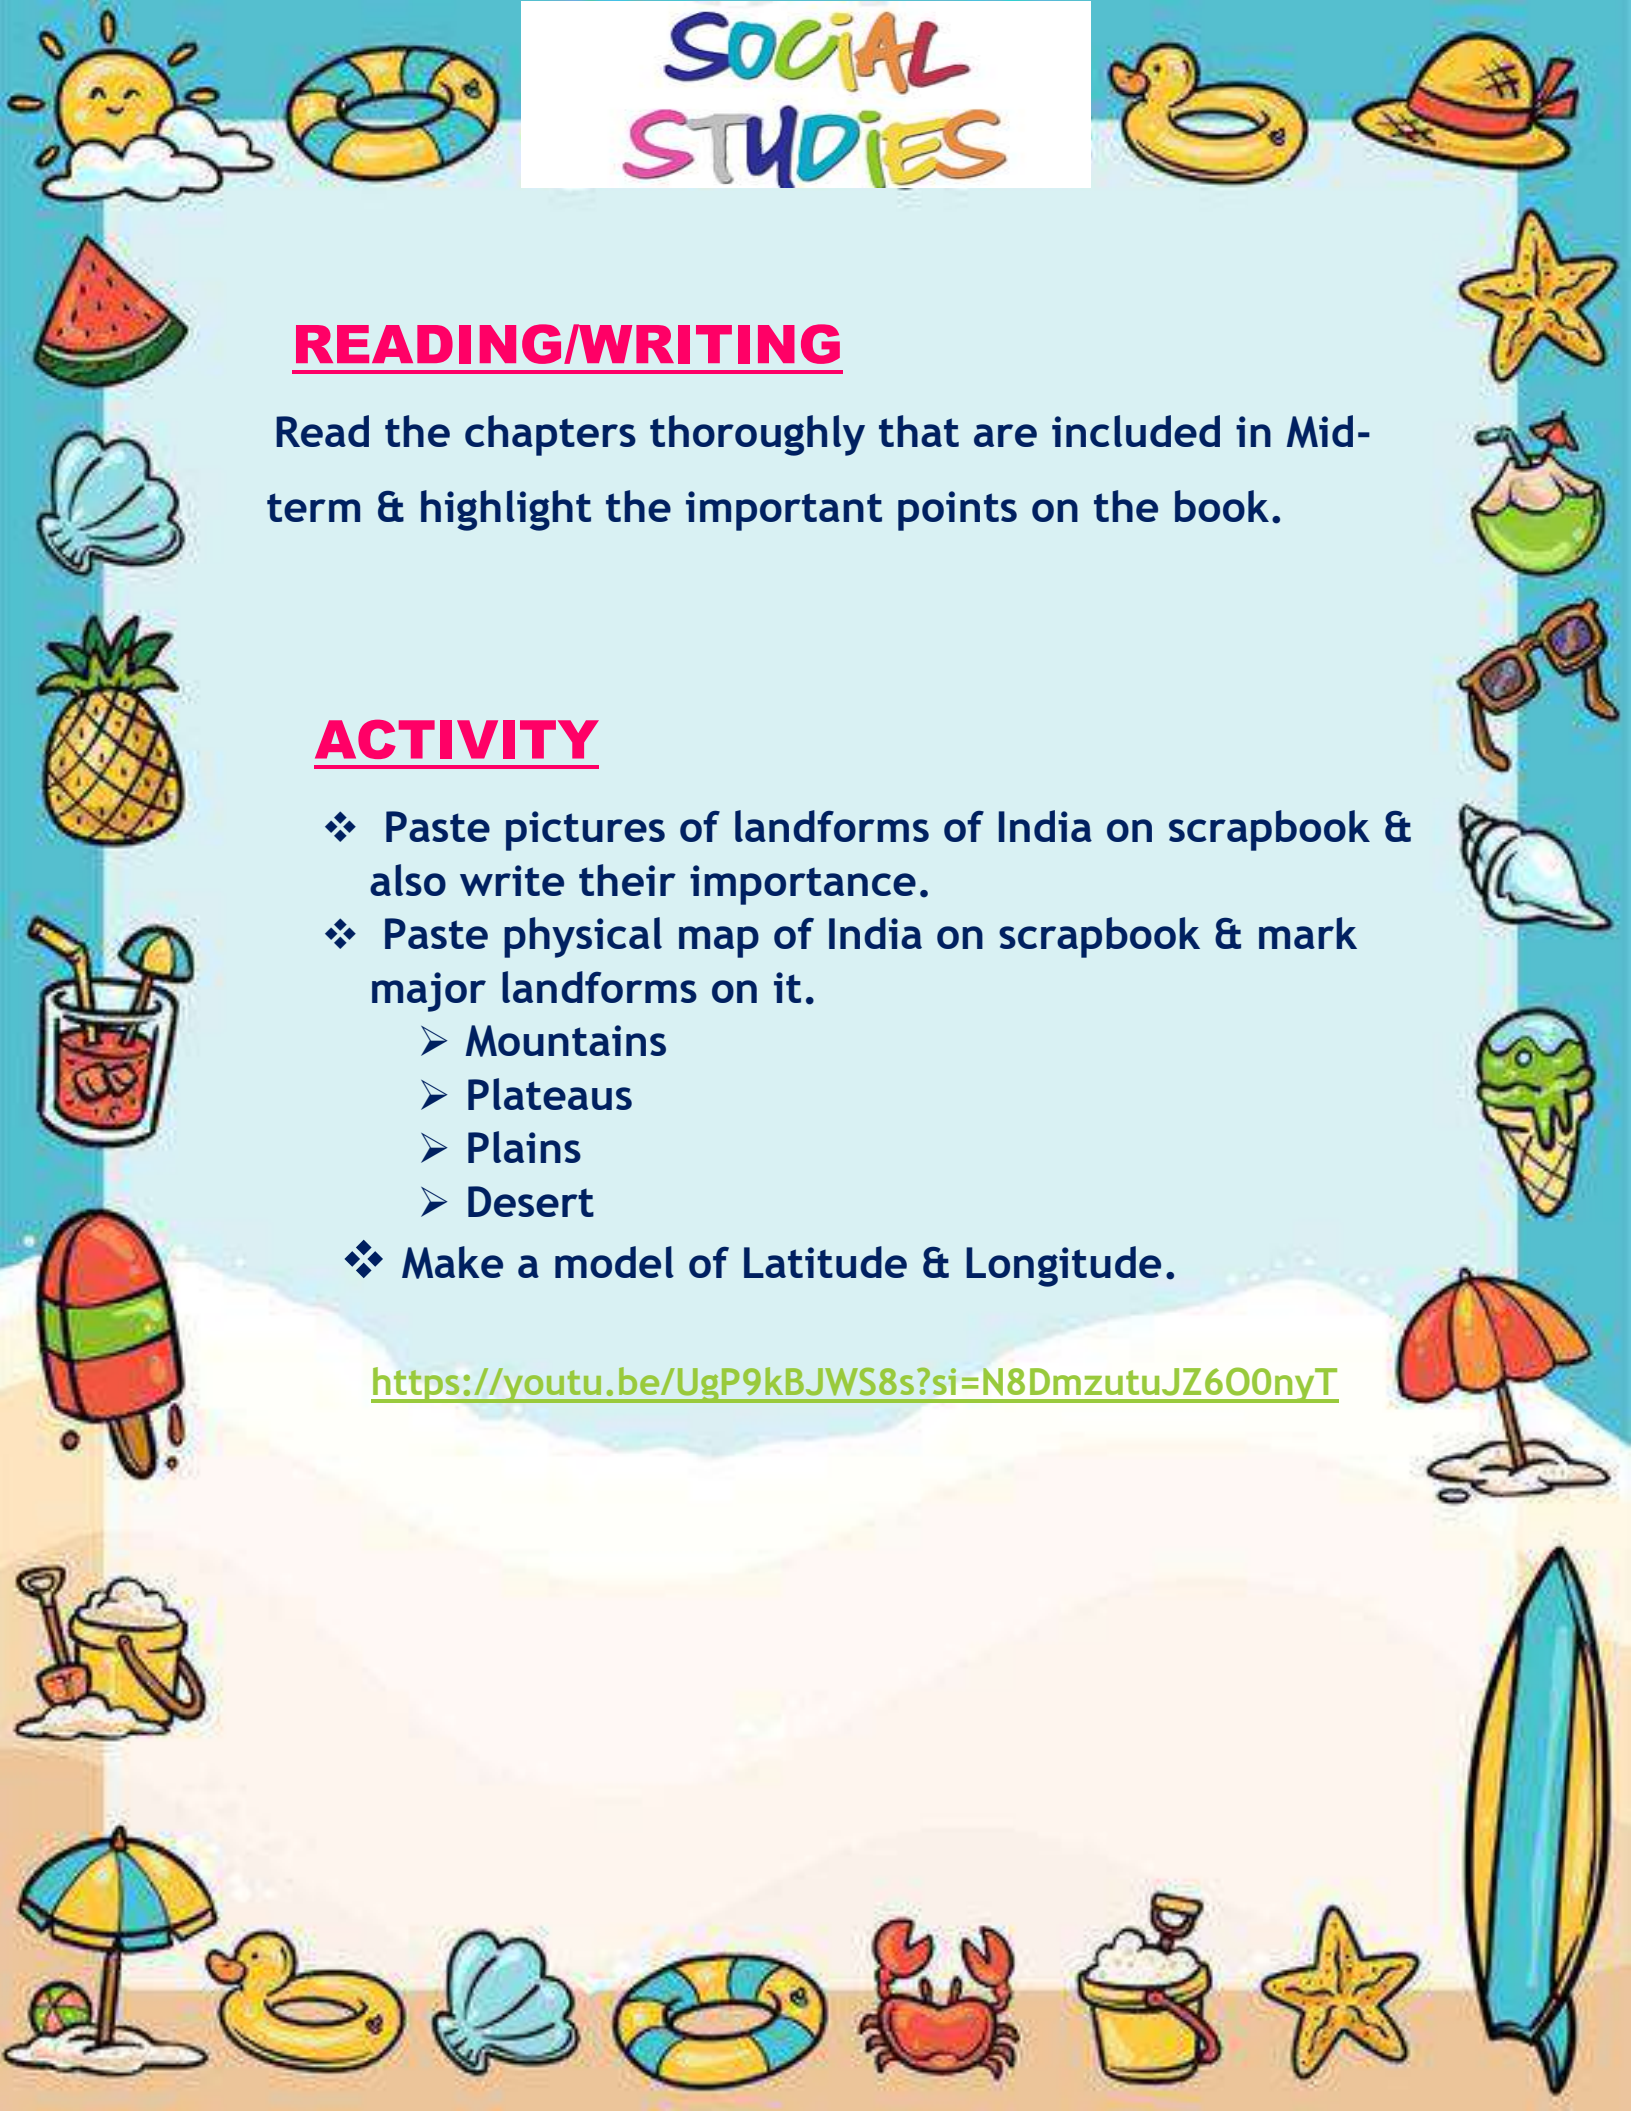 SOCiAL
STUDiES
READING/WRITING
Read the chapters thoroughly that are included in Mid-
term & highlight the important points on the book.
ACTIVITY
❖ Paste pictures of landforms of India on scrapbook &
also write their importance.
❖ Paste physical map of India on scrapbook & mark
major landforms on it.
➢ Mountains
➢ Plateaus
➢ Plains
➢ Desert
❖ Make a model of Latitude & Longitude.
https://youtu.be/UgP9kBJWS8s?si=N8DmzutuJZ6O0nyT